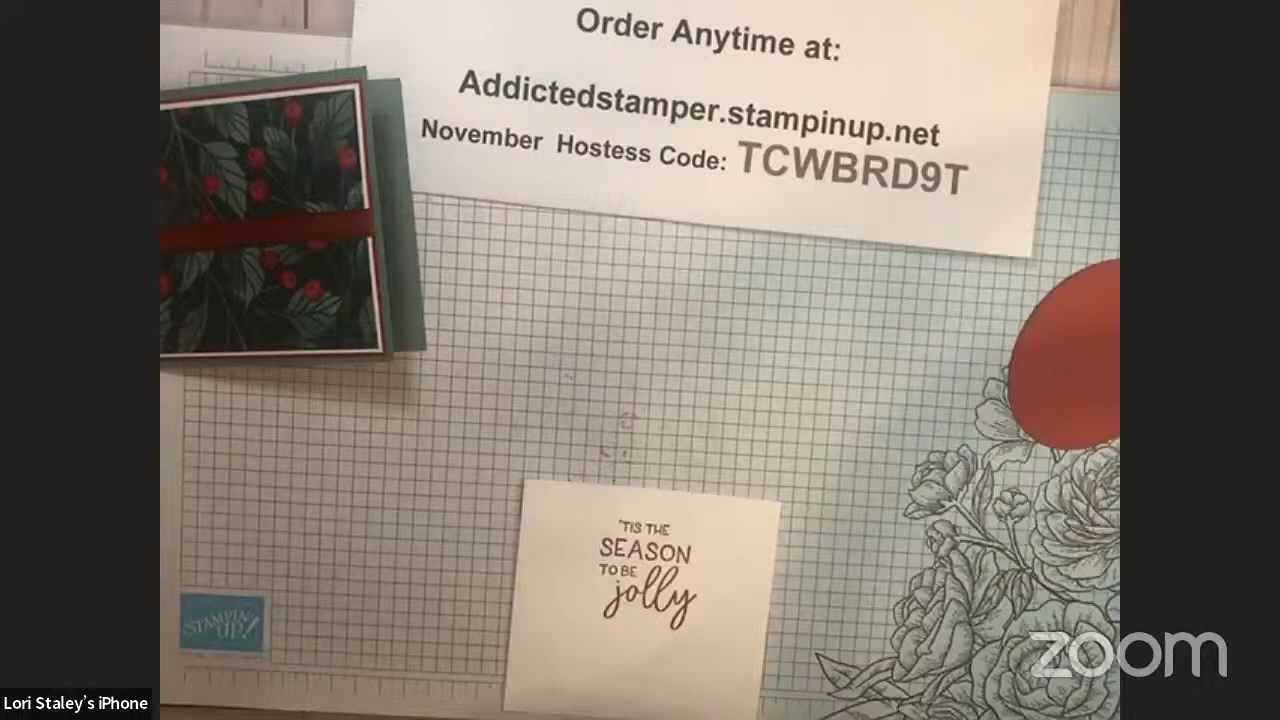 Order Anytime at:
Addictedstamper.stampinup.net
November Hostess Code: TCWBRD9T
'TIS THE
SEASON
TO BE
jolly
STAMPIN'
UP!
zoom
Lori Staley's iPhone